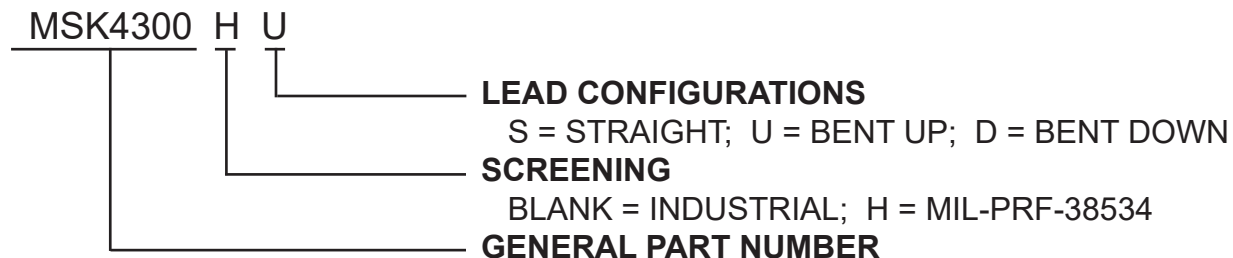 MSK4300 H U
LEAD CONFIGURATIONS
S = STRAIGHT; U = BENT UP; D = BENT DOWN
SCREENING
BLANK = INDUSTRIAL; H = MIL-PRF-38534
GENERAL PART NUMBER